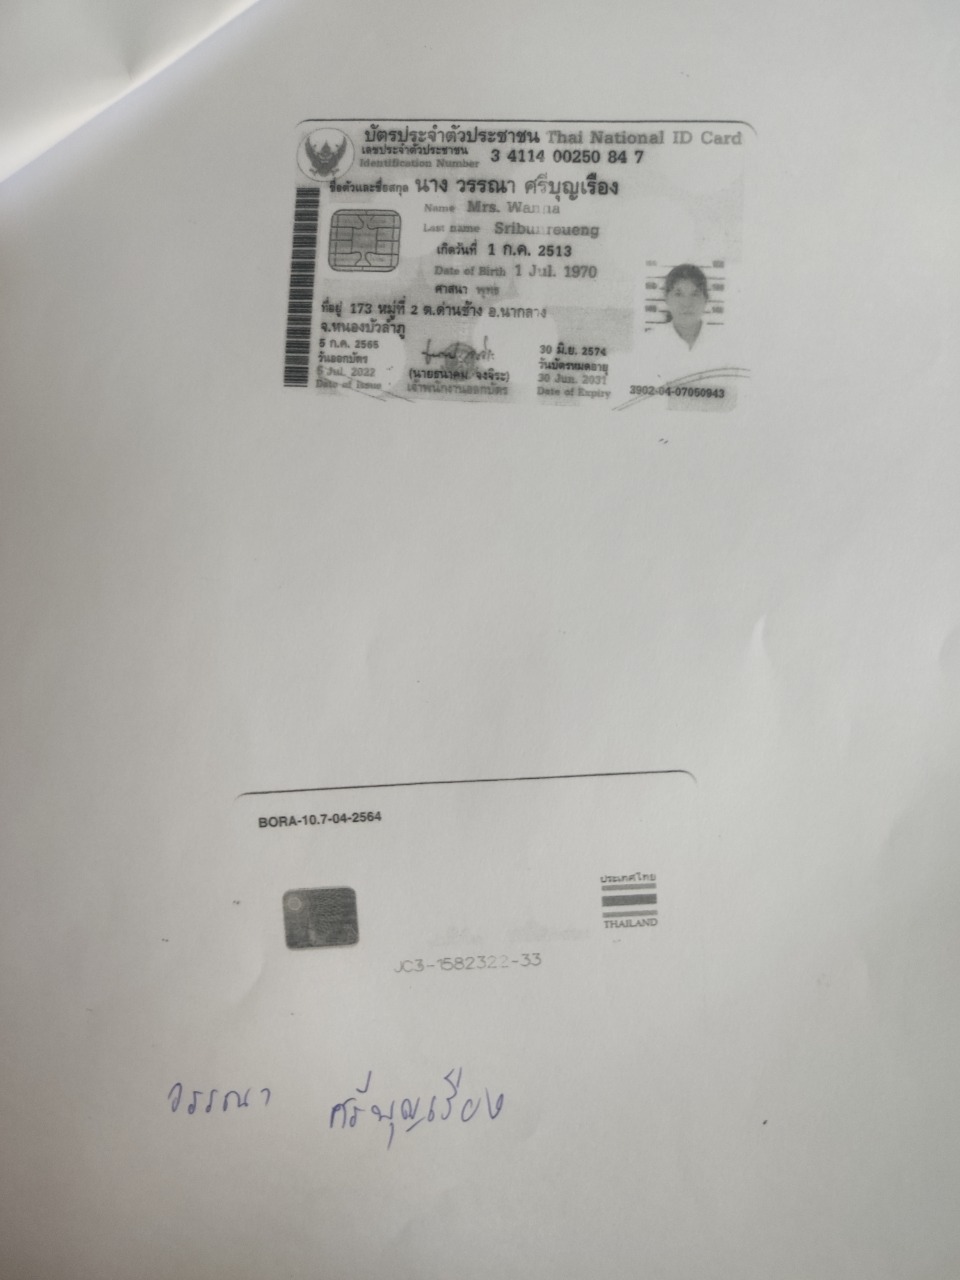 บัตรประจำตัวประชาชน Thai National ID Card
เลขประจำตัวประชาชน
Identification Number 3 4114 00250 84 7
ชื่อตัวและชื่อสกุล นาง วรรณา ศรีบุญเรือง
Name Mrs. Wanna
Last name
เกิดวันที่ 1 ก.ค. 2513
Date of Birth 1 Jul. 1970
ศาสนา พุทธ
ที่อยู่ 173 หมู่ที่ 2 ต.ด่านช้าง อ.นากลาง
จ.หนองบัวลำภู
5 ก.ค. 2565
วันออกบัตร
5 Jul. 2022
Date of Issue
(นายธนาคม จงจิระ)
เจ้าพนักงานออกบัตร
30 มิ.ย. 2574
วันบัตรหมดอายุ
30 Jun. 2031
Date of Expiry
3902-04-07050943
BORA-10.7-04-2564
ประเทศไทย
THAILAND
JC3-1582322-33
วรรณา ศรีบุญเรือง